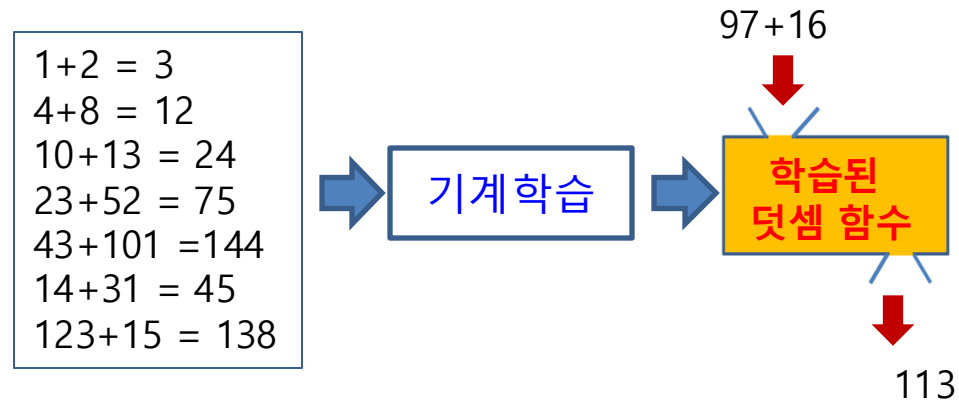 1+2 = 3
4+8 = 12
10+13 = 24
23+52 = 75
43+101 =144
14+31 = 45
123+15 = 138
기계학습
97+16
학습된
덧셈 함수
113